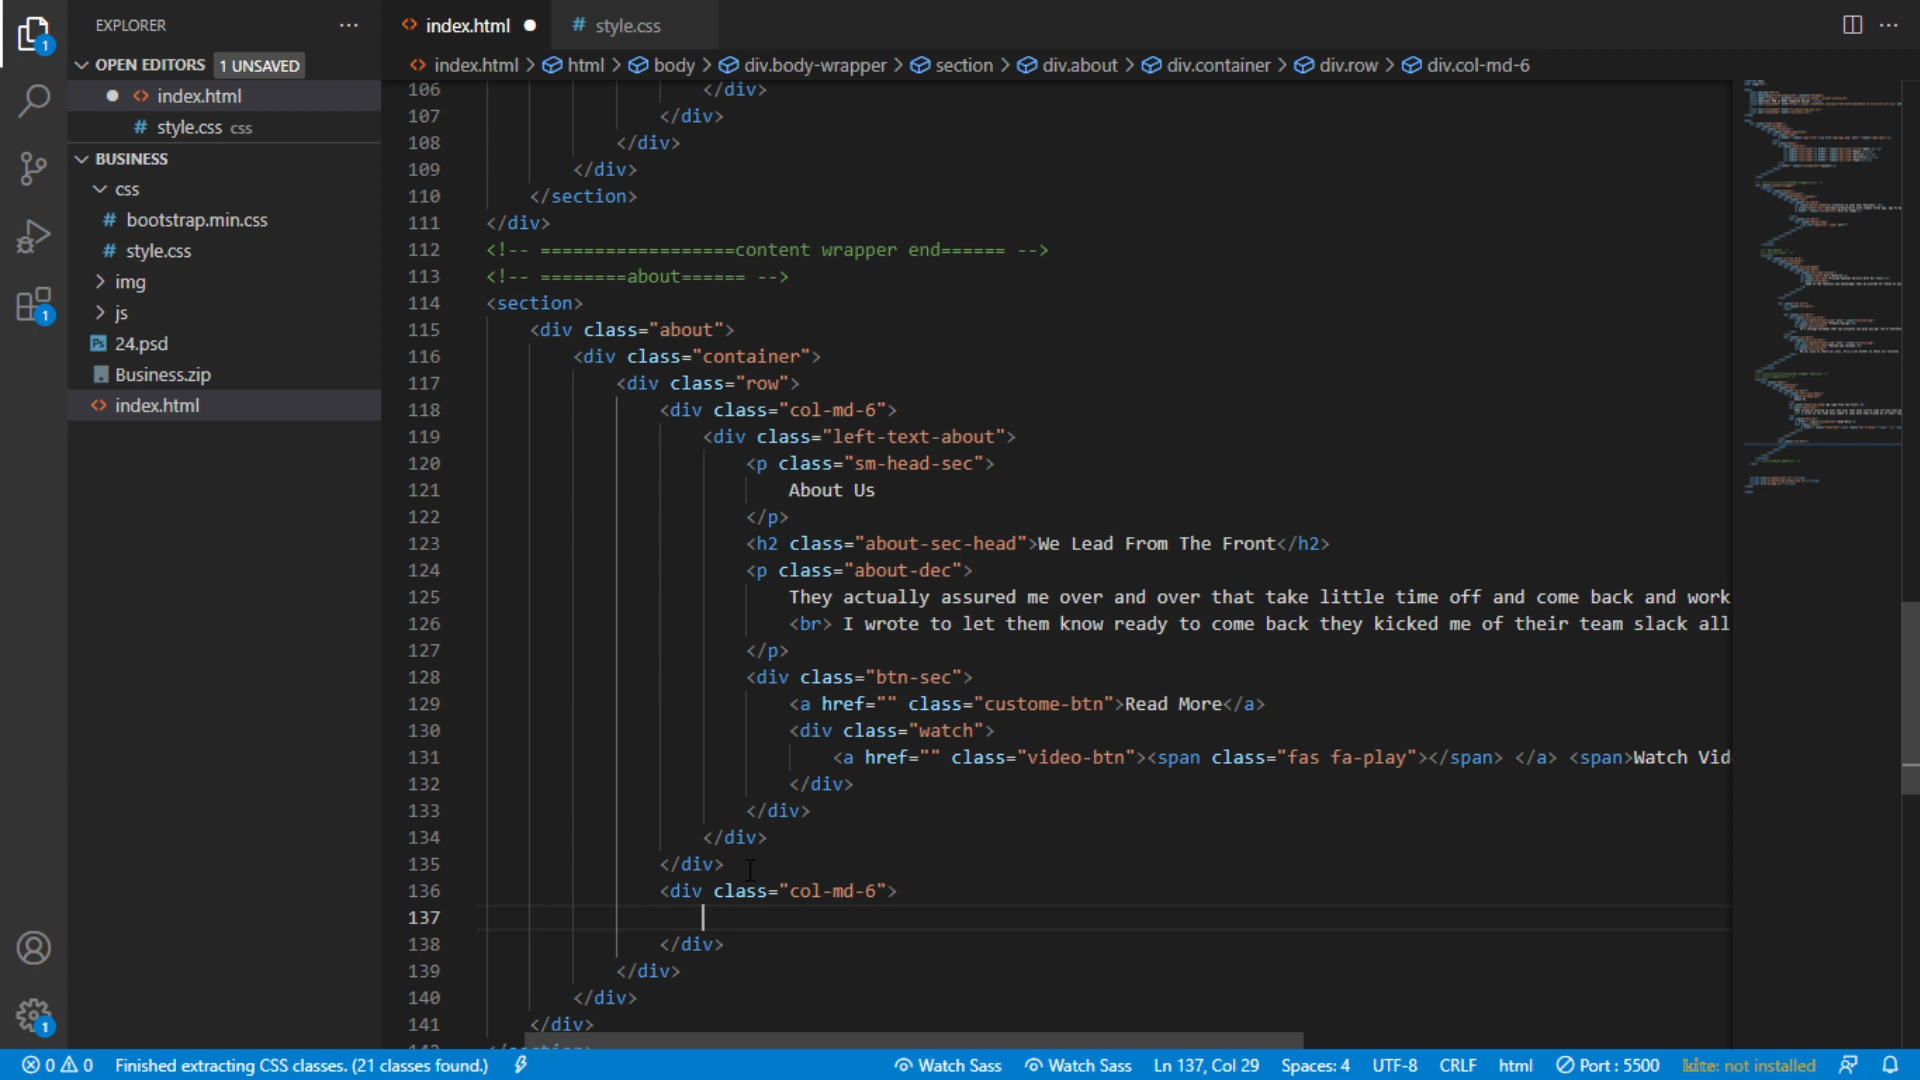 EXPLORER
OPEN EDITORS 1 UNSAVED
index.html
style.css css
BUSINESS
css
bootstrap.min.css
style.css
img
js
24.psd
Business.zip
index.html
index.html
style.css
index.html > html > body > div.body-wrapper > section > div.about > div.container > div.row > div.col-md-6
106 </div>
107 </div>
108 </div>
109 </div>
110 </section>
111 </div>
112 <!-- ==================content wrapper end====== -->
113 <!-- ========about====== -->
114 <section>
115 <div class="about">
116 <div class="container">
117 <div class="row">
118 <div class="col-md-6">
119 <div class="left-text-about">
120 <p class="sm-head-sec">
121 About Us
122 </p>
123 <h2 class="about-sec-head">We Lead From The Front</h2>
124 <p class="about-dec">
125 They actually assured me over and over that take little time off and come back and work
126 <br> I wrote to let them know ready to come back they kicked me of their team slack all
127 </p>
128 <div class="btn-sec">
129 <a href="" class="custome-btn">Read More</a>
130 <div class="watch">
131 <a href="" class="video-btn"><span class="fas fa-play"></span> </a> <span>Watch Vid
132 </div>
133 </div>
134 </div>
135 </div>
136 <div class="col-md-6">
137
138 </div>
139 </div>
140 </div>
141 </div>
0 0 Finished extracting CSS classes. (21 classes found.) Watch Sass Watch Sass Ln 137, Col 29 Spaces: 4 UTF-8 CRLF html Port : 5500 kite: not installed